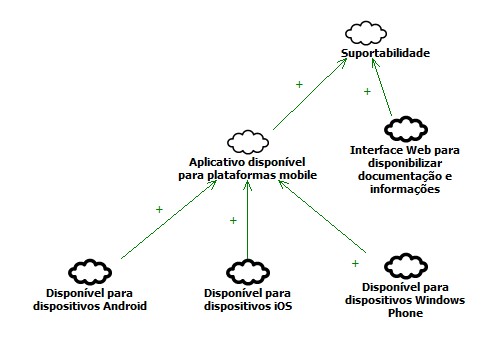 Suportabilidade
+
+
Aplicativo disponível
para plataformas mobile
Interface Web para
disponibilizar
documentação e
informações
+
+
+
Disponível para
dispositivos Android
Disponível para
dispositivos iOS
Disponível para
dispositivos Windows
Phone